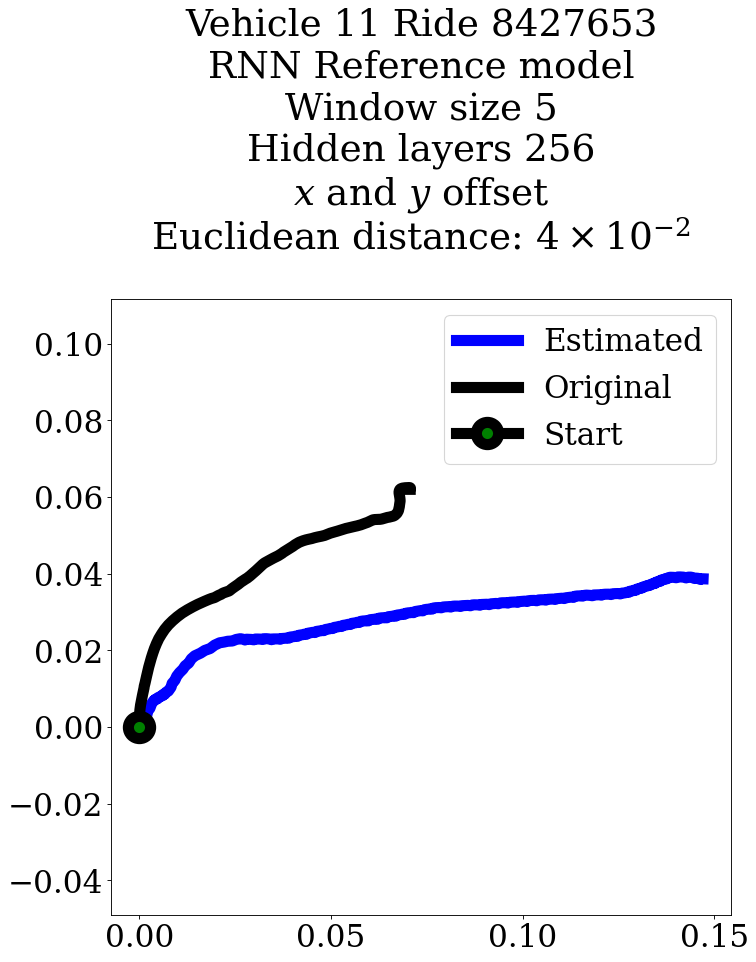 Vehicle 11 Ride 8427653
RNN Reference model
Window size 5
Hidden layers 256
x and y offset
Euclidean distance: 4 × 10⁻²
Estimated
Original
Start
0.10
0.08
0.06
0.04
0.02
0.00
−0.02
−0.04
0.00 0.05 0.10 0.15